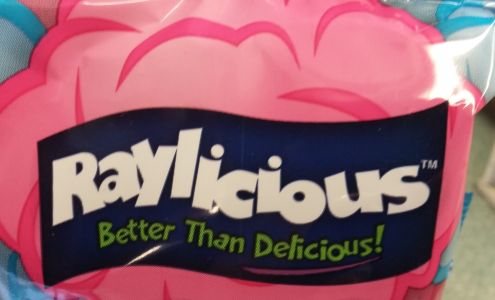 Raylicious™
Better Than Delicious!